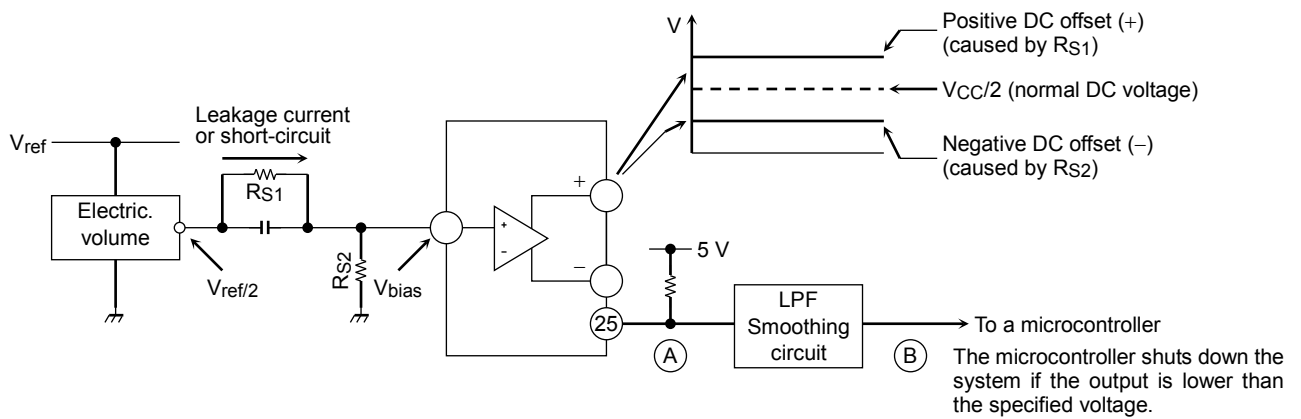 V
Positive DC offset (+)
(caused by RS1)
VCC/2 (normal DC voltage)
Negative DC offset (−)
(caused by RS2)
Leakage current
or short-circuit
Vref
RS1
Electric.
volume
Vref/2
RS2
Vbias
+
-
+
−
25
5 V
A
LPF
Smoothing
circuit
B
To a microcontroller
The microcontroller shuts down the
system if the output is lower than
the specified voltage.